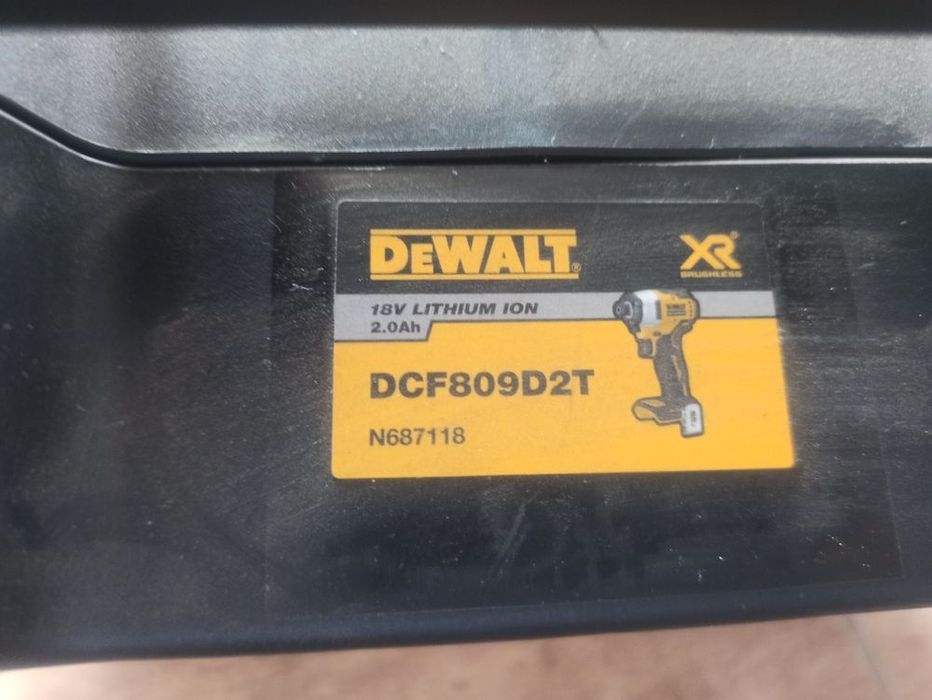 DEWALT®
XR®
BRUSHLESS
18V LITHIUM ION
2.0Ah
DCF809D2T
N687118